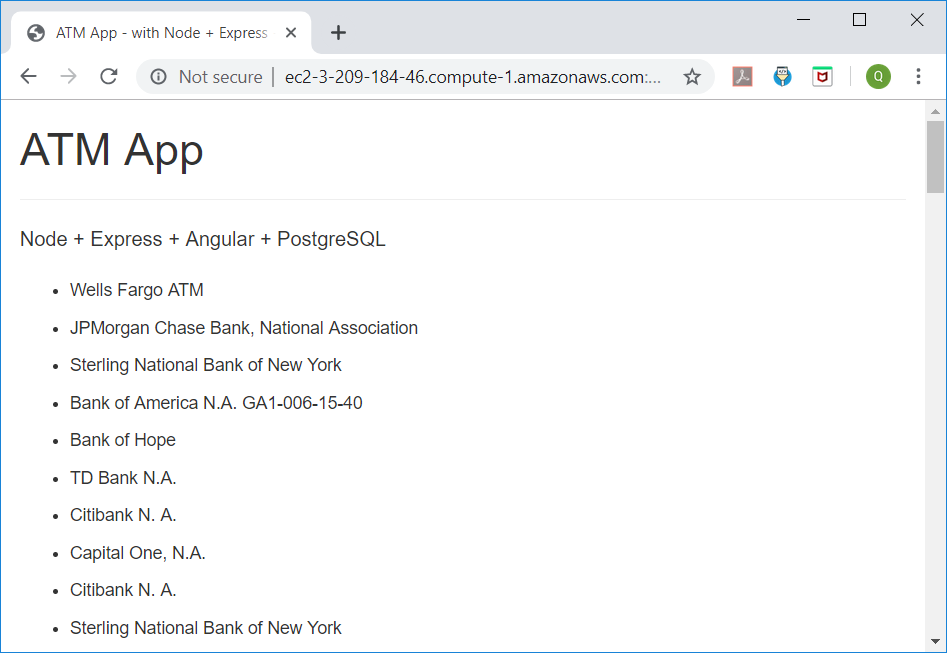 ATM App - with Node + Express
Not secure | ec2-3-209-184-46.compute-1.amazonaws.com:...
Q
ATM App
Node + Express + Angular + PostgreSQL
• Wells Fargo ATM
• JPMorgan Chase Bank, National Association
• Sterling National Bank of New York
• Bank of America N.A. GA1-006-15-40
• Bank of Hope
• TD Bank N.A.
• Citibank N. A.
• Capital One, N.A.
• Citibank N. A.
• Sterling National Bank of New York